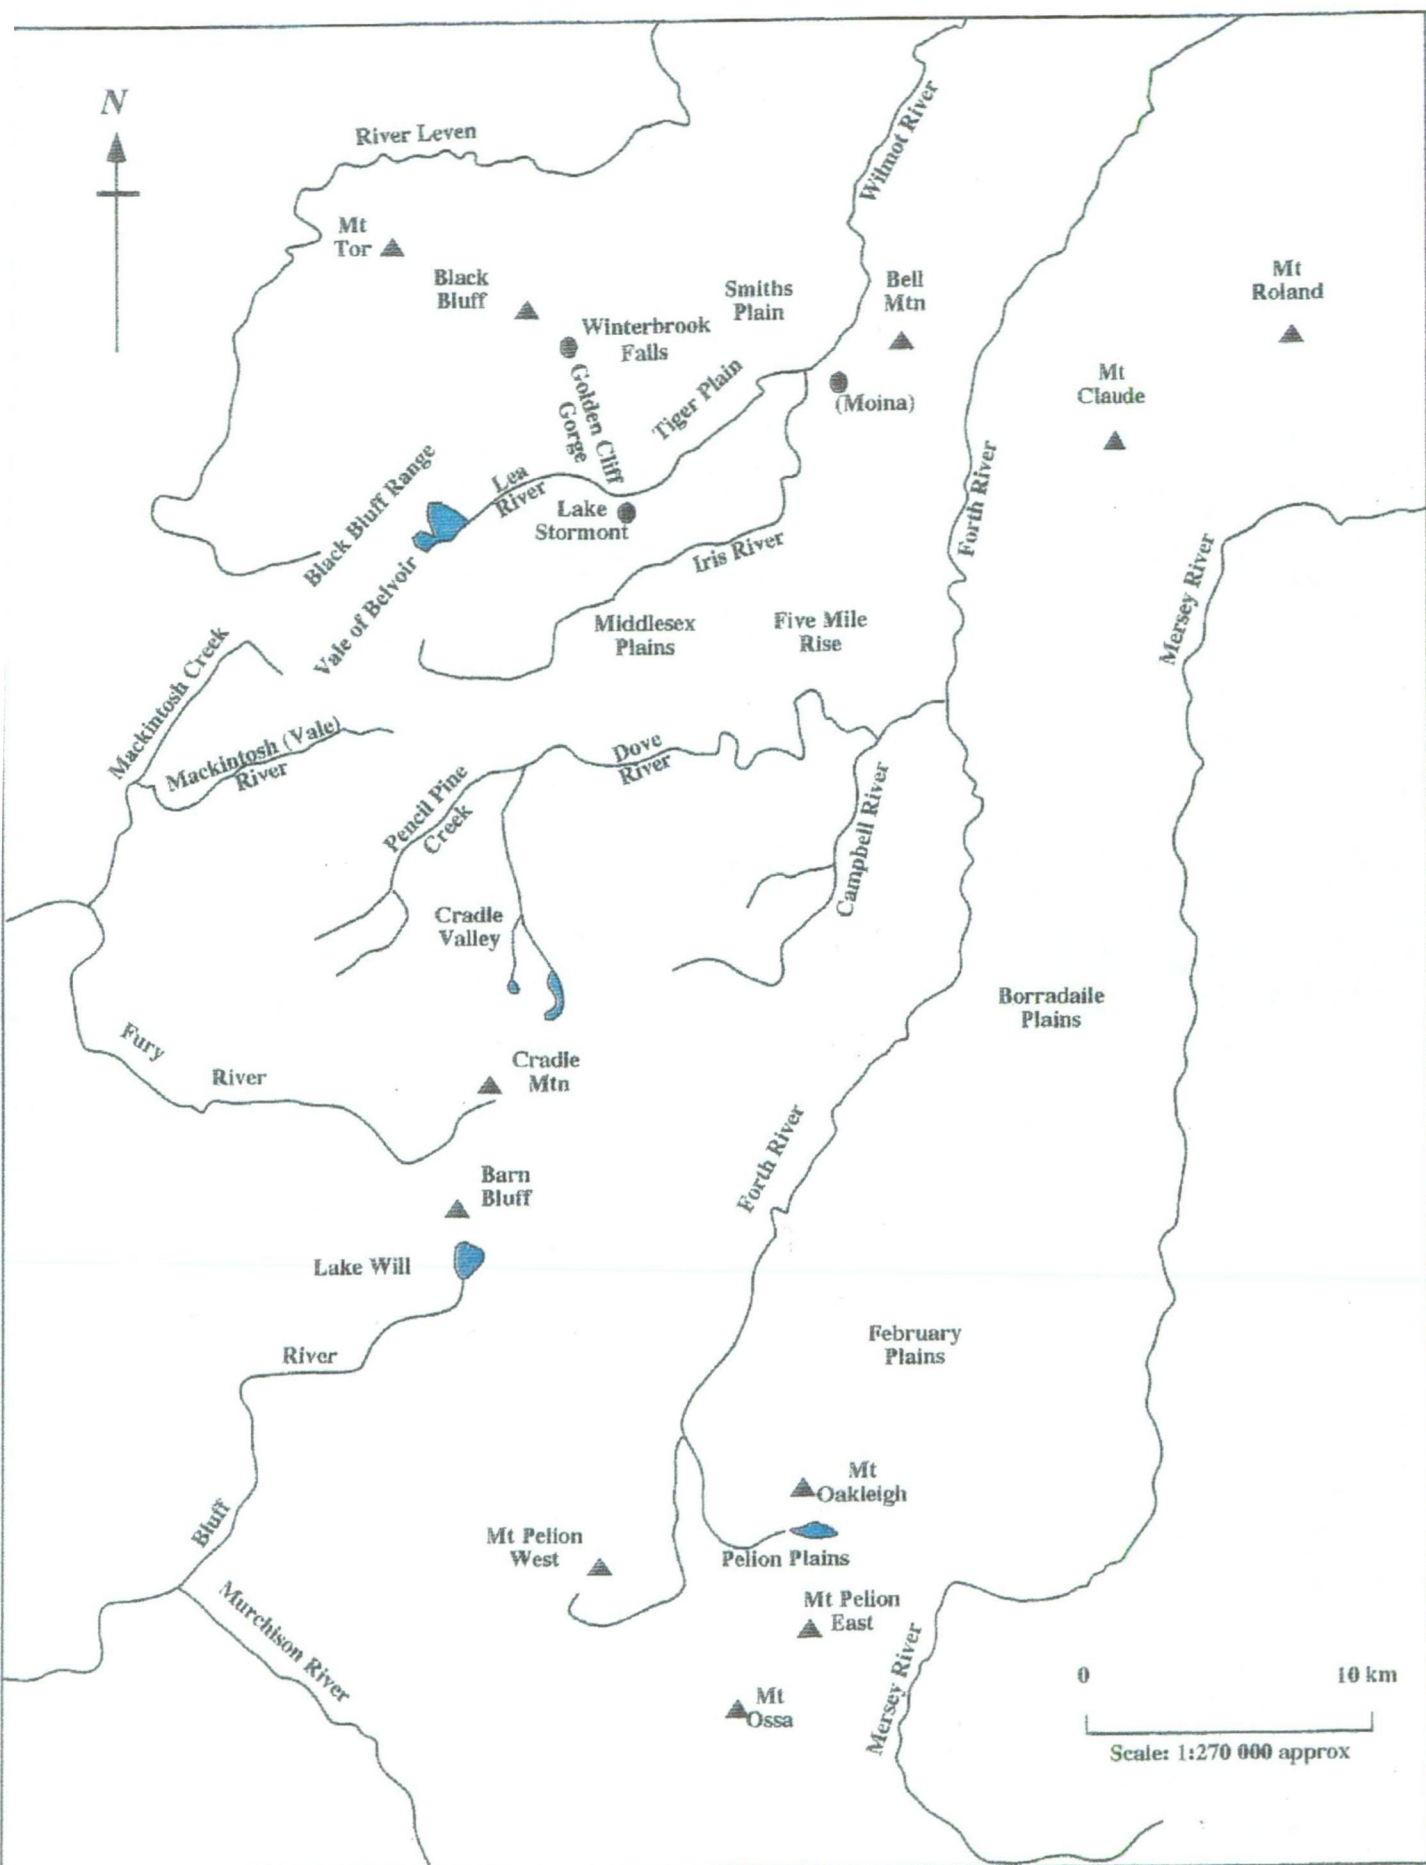 N
River Leven
Wilmot River
Mt
Tor
Black
Bluff
Smiths
Plain
Bell
Mtn
Mt
Roland
Winterbrook
Falls
Golden Cliff
Gorge
Tiger Plain
(Moina)
Mt
Claude
Black Bluff Range
Lea
River
Lake
Stormont
Forth River
Iris River
Mersey River
Vale of Belvoir
Middlesex
Plains
Five Mile
Rise
Mackintosh Creek
Mackintosh (Vale)
River
Dove
River
Pencil Pine
Creek
Campbell River
Cradle
Valley
Borradaile
Plains
Fury
River
Cradle
Mtn
Forth River
Barn
Bluff
Lake Will
River
February
Plains
Bluff
Mt
Oakleigh
Mt Pelion
West
Pelion Plains
Murchison River
Mt Pelion
East
Mersey River
Mt
Ossa
0 10 km
Scale: 1:270 000 approx